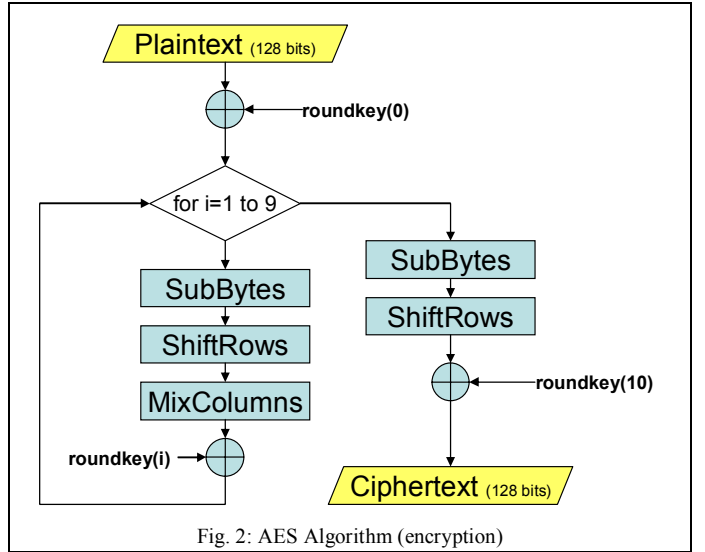 Plaintext (128 bits)
roundkey(0)
for i=1 to 9
SubBytes
ShiftRows
MixColumns
roundkey(i)
SubBytes
ShiftRows
roundkey(10)
Ciphertext (128 bits)
Fig. 2: AES Algorithm (encryption)